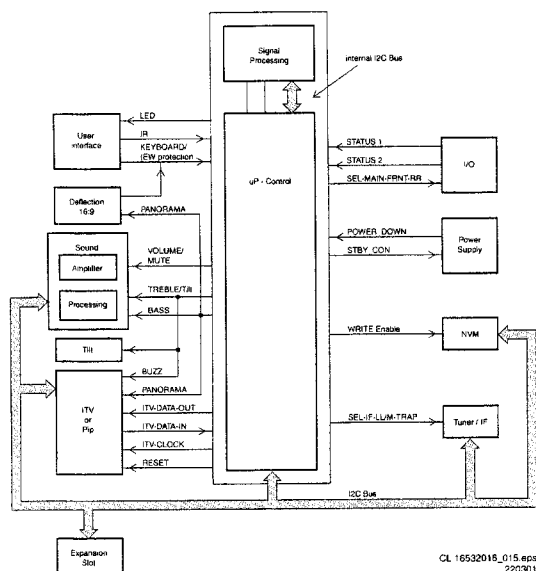 Signal
Processing
internal I2C Bus
LED
User
interface
IR
KEYBOARD/
EW protection
uP - Control
STATUS 1
STATUS 2
I/O
SEL-MAIN-FRNT-RR
Deflection
16:9
PANORAMA
POWER_DOWN
Power
Supply
STBY_CON
Sound
Amplifier
VOLUME/
MUTE
Processing
TREBLE/Tilt
BASS
WRITE Enable
NVM
Tilt
BUZZ
PANORAMA
ITV
or
Pip
ITV-DATA-OUT
ITV-DATA-IN
ITV-CLOCK
RESET
SEL-IF-LL/M-TRAP
Tuner / IF
I2C Bus
Expansion
Slot
CL 16532016_015.eps
220301